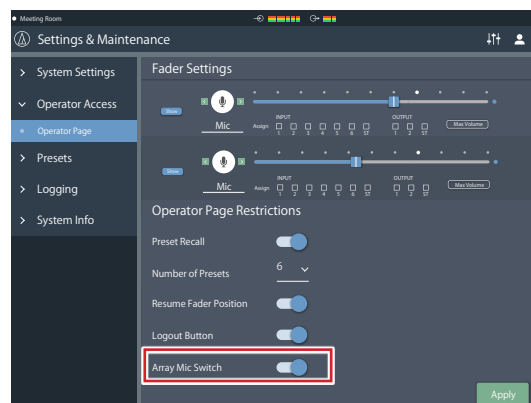 Meeting Room
Settings & Maintenance
System Settings
Operator Access
Operator Page
Presets
Logging
System Info
Fader Settings
Show
Mic
Assign
INPUT
1 2 3 4 5 6 ST
OUTPUT
1 2 ST
Max Volume
Show
Mic
Assign
INPUT
1 2 3 4 5 6 ST
OUTPUT
1 2 ST
Max Volume
Operator Page Restrictions
Preset Recall
Number of Presets 6
Resume Fader Position
Logout Button
Array Mic Switch
Apply